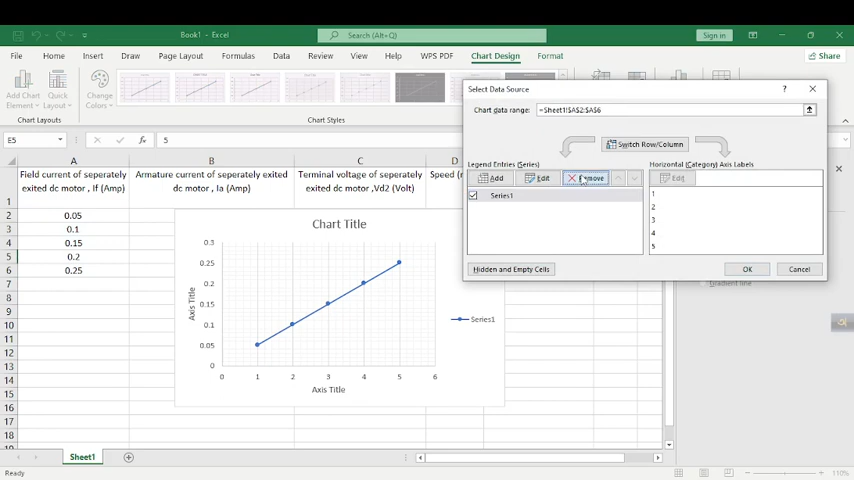 Book1 - Excel
Search (Alt+Q)
Sign in
File Home Insert Draw Page Layout Formulas Data Review View Help WPS PDF Chart Design Format
Share
Add Chart Element
Quick Layout
Change Colors
Chart Layouts
Chart Styles
Select Data Source
?
Chart data range: =Sheet1!$A$2:$A$6
Switch Row/Column
Legend Entries (Series)
Horizontal (Category) Axis Labels
Add Edit Remove
Edit
Series1
1
2
3
4
5
Hidden and Empty Cells
OK Cancel
Gradient line
E5 fx 5
A B C D
1 Field current of seperately exited dc motor , If (Amp)
Armature current of seperately exited dc motor , Ia (Amp)
Terminal voltage of seperately exited dc motor ,Vd2 (Volt)
Speed (r
2 0.05
3 0.1
4 0.15
5 0.2
6 0.25
7
8
9
10
11
12
13
14
15
16
17
18
Chart Title
0.3
0.25
0.2
0.15
0.1
0.05
0
0 1 2 3 4 5 6
Axis Title
Axis Title
Series1
Sheet1
Ready
110%